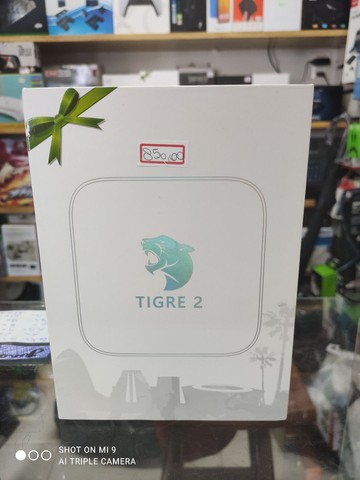 850,00
TIGRE 2
SHOT ON MI 9
AI TRIPLE CAMERA